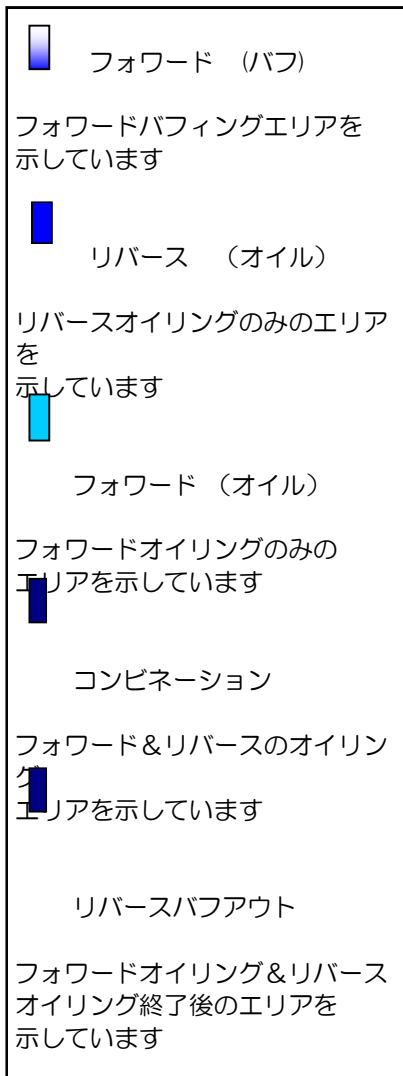 フォワード (バフ)
フォワードバフィングエリアを
示しています
リバース （オイル）
リバースオイリングのみのエリア
を
示しています
フォワード （オイル）
フォワードオイリングのみの
エリアを示しています
コンビネーション
フォワード＆リバースのオイリン
グ
エリアを示しています
リバースバフアウト
フォワードオイリング＆リバース
オイリング終了後のエリアを
示しています